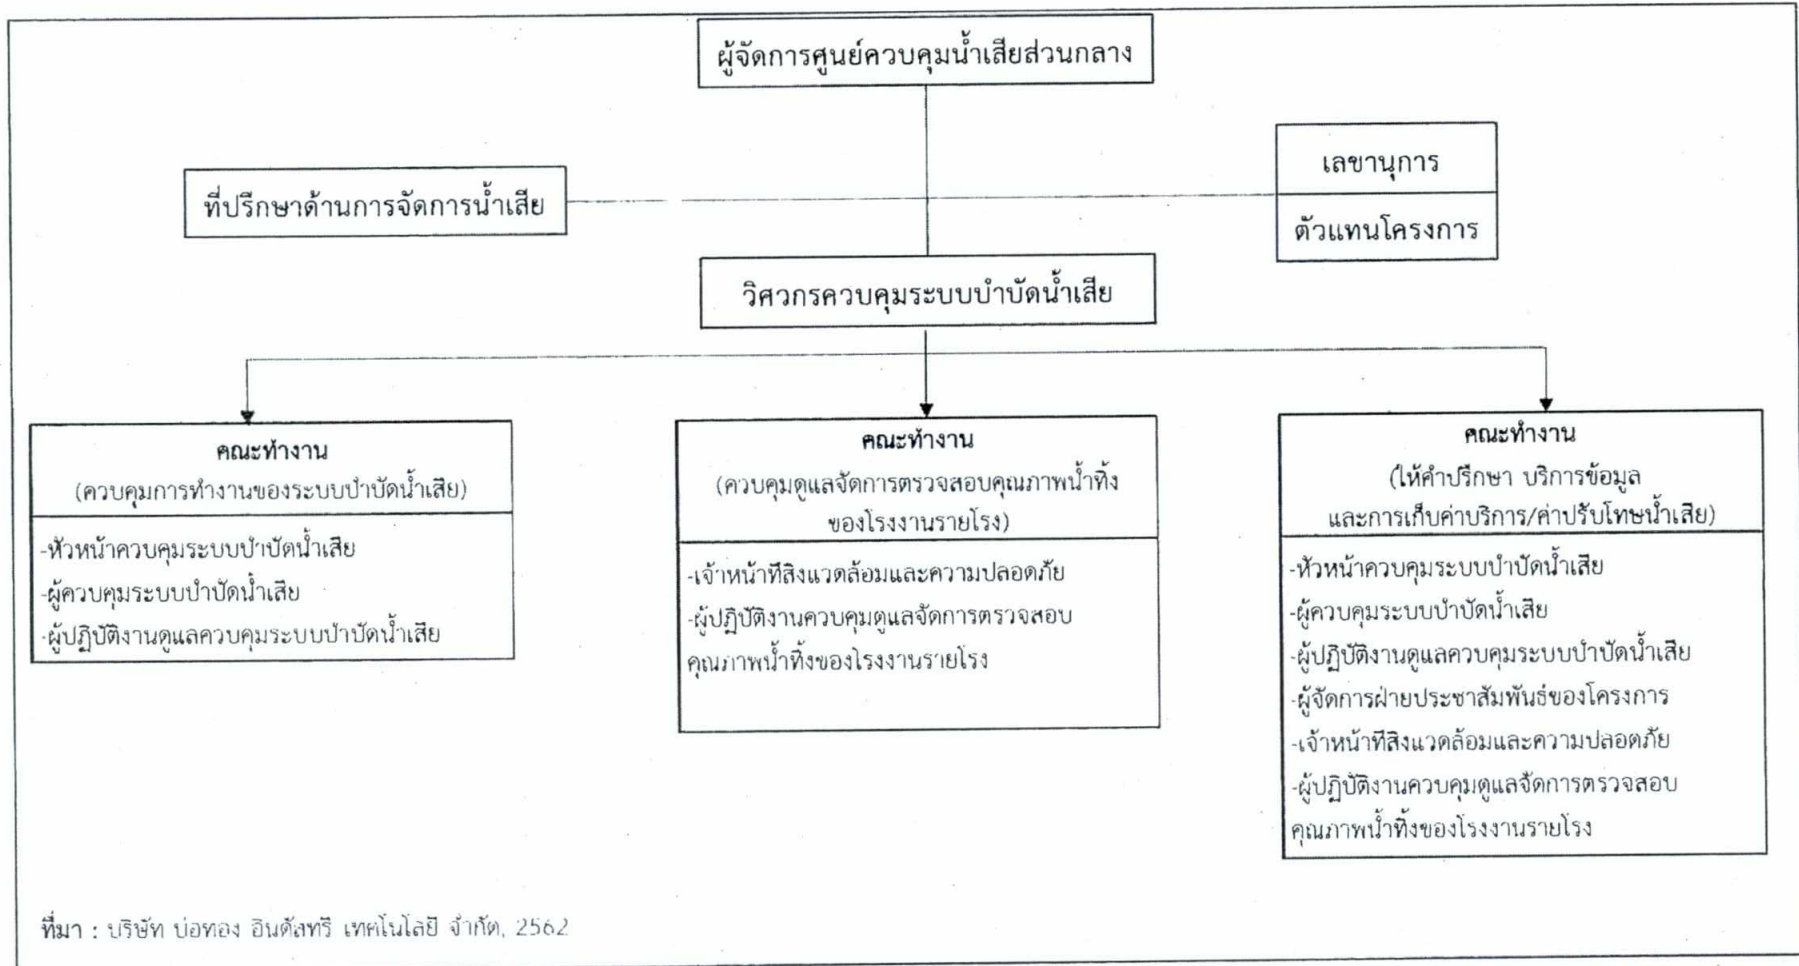 ผู้จัดการศูนย์ควบคุมน้ำเสียส่วนกลาง
ที่ปรึกษาด้านการจัดการน้ำเสีย
เลขานุการ
ตัวแทนโครงการ
วิศวกรควบคุมระบบบำบัดน้ำเสีย
คณะทำงาน
(ควบคุมการทำงานของระบบบำบัดน้ำเสีย)
-หัวหน้าควบคุมระบบบำบัดน้ำเสีย
-ผู้ควบคุมระบบบำบัดน้ำเสีย
-ผู้ปฏิบัติงานดูแลควบคุมระบบบำบัดน้ำเสีย
คณะทำงาน
(ควบคุมดูแลจัดการตรวจสอบคุณภาพน้ำทิ้ง
ของโรงงานรายโรง)
-เจ้าหน้าที่สิ่งแวดล้อมและความปลอดภัย
-ผู้ปฏิบัติงานควบคุมดูแลจัดการตรวจสอบ
คุณภาพน้ำทิ้งของโรงงานรายโรง
คณะทำงาน
(ให้คำปรึกษา บริการข้อมูล
และการเก็บค่าบริการ/ค่าปรับโทษน้ำเสีย)
-หัวหน้าควบคุมระบบบำบัดน้ำเสีย
-ผู้ควบคุมระบบบำบัดน้ำเสีย
-ผู้ปฏิบัติงานดูแลควบคุมระบบบำบัดน้ำเสีย
-ผู้จัดการฝ่ายประชาสัมพันธ์ของโครงการ
-เจ้าหน้าที่สิ่งแวดล้อมและความปลอดภัย
-ผู้ปฏิบัติงานควบคุมดูแลจัดการตรวจสอบ
คุณภาพน้ำทิ้งของโรงงานรายโรง
ที่มา : บริษัท บ่อทอง อินดัสทรี เทคโนโลยี จำกัด, 2562